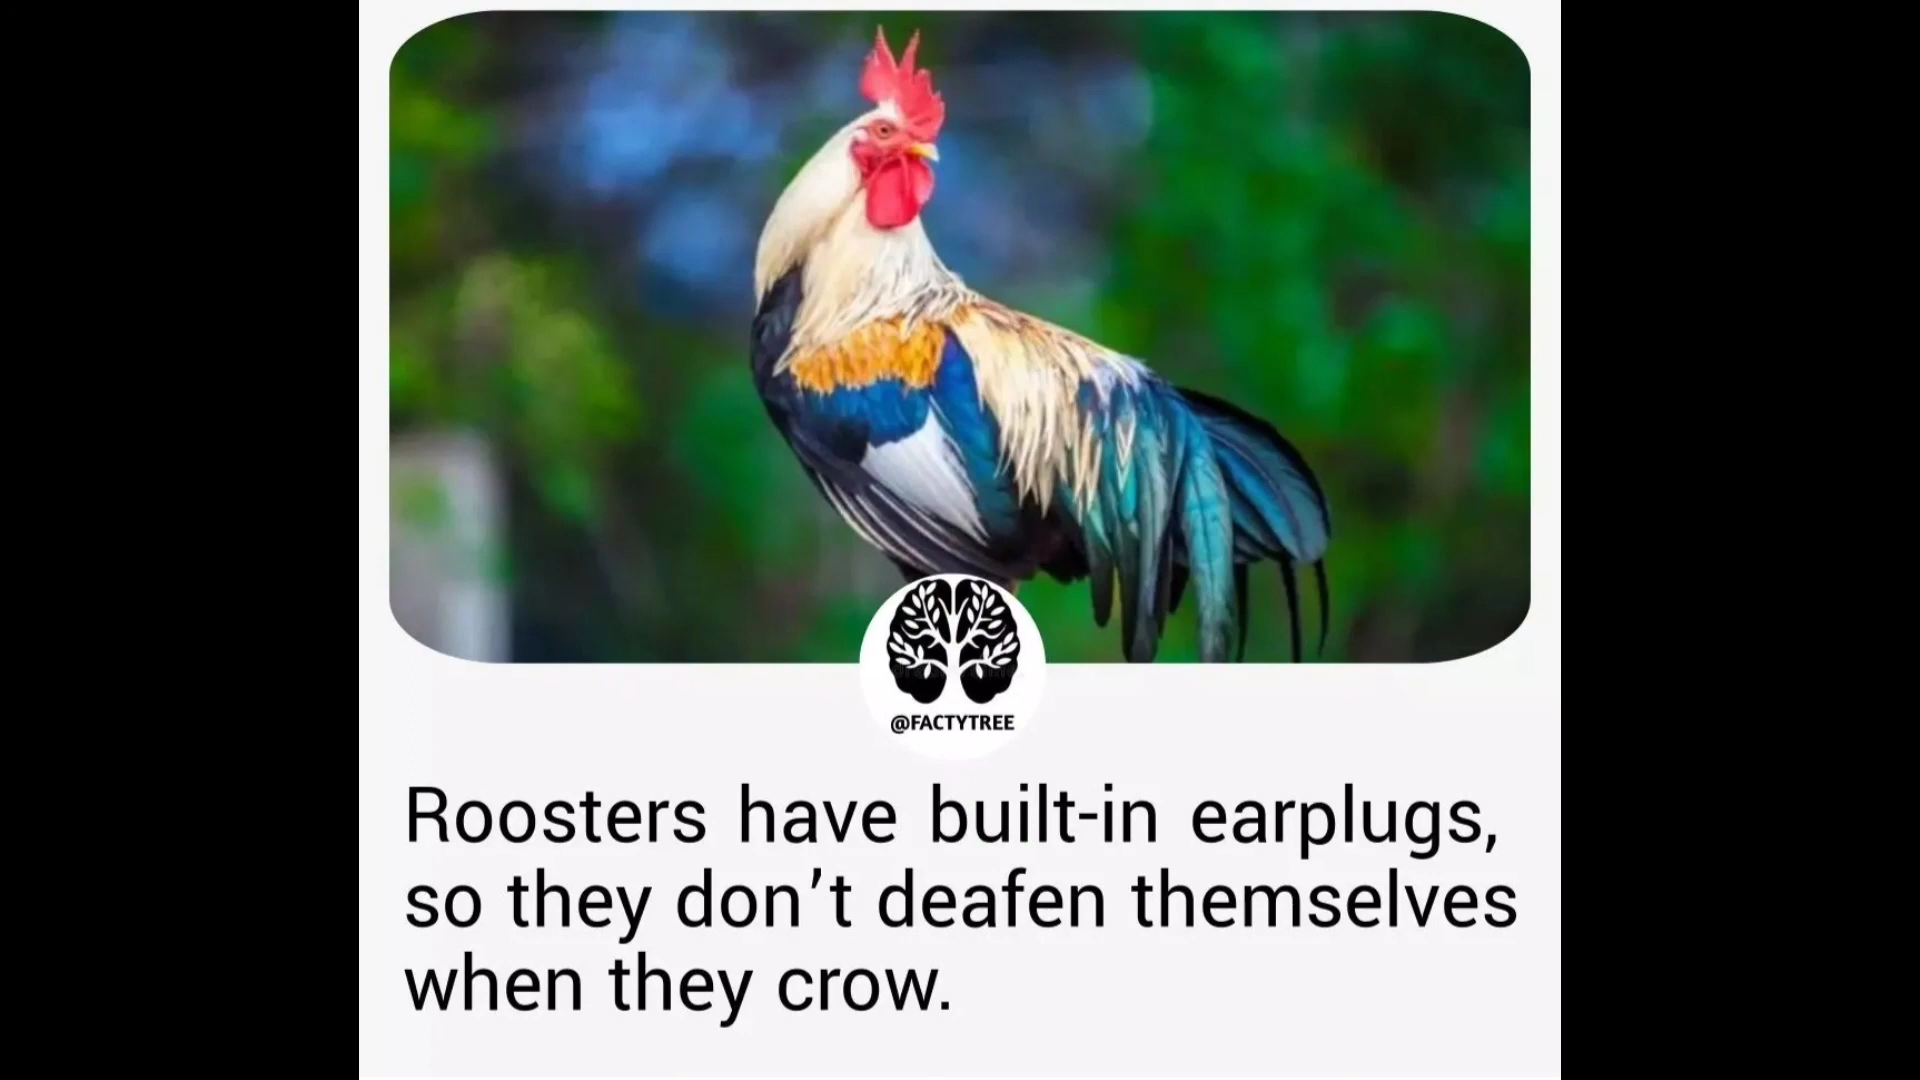 @FACTYTREE
Roosters have built-in earplugs,
so they don’t deafen themselves
when they crow.